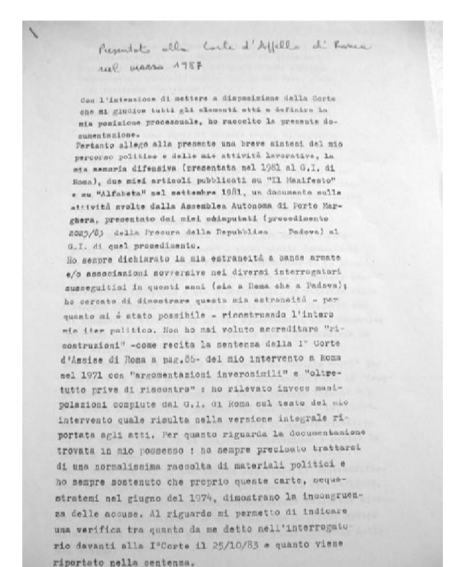 Presentato alla Corte d'Appello di Roma
nel marzo 1987
Con l'intenzione di mettere a disposizione della Corte
che mi giudica tutti gli elementi atti a definire la
mia posizione processuale, ho raccolto la presente do-
cumentazione.
Pertanto allego alla presente una breve sintesi del mio
percorso politico e delle mie attività lavorative, la
mia memoria difensiva (presentata nel 1981 al G.I. di
Roma), due miei articoli pubblicati su "Il Manifesto"
e su "Alfabeta" nel settembre 1981, un documento sulle
attività svolte dalla Assemblea Autonoma di Porto Mar-
ghera, presentato dai miei coimputati (procedimento
2023/83 della Procura della Repubblica - Padova) al
G.I. di quel procedimento.
Ho sempre dichiarato la mia estraneità a bande armate
e/o associazioni sovversive nei diversi interrogatori
susseguitisi in questi anni (sia a Roma che a Padova);
ho cercato di dimostrare questa mia estraneità - per
quanto mi è stato possibile - ricostruendo l'intero
mio iter politico. Non ho mai voluto accreditare "ri-
costruzioni" -come recita la sentenza della I° Corte
d'Assise di Roma a pag.86- del mio intervento a Roma
nel 1971 con "argomentazioni inverosimili" e "oltre-
tutto prive di riscontro" : ho rilevato invece mani-
polazioni compiute dal G.I. di Roma sul testo del mio
intervento quale risulta nella versione integrale ri-
portata agli atti. Per quanto riguarda la documentazione
trovata in mio possesso : ho sempre precisato trattarsi
di una normalissima raccolta di materiali politici e
ho sempre sostenuto che proprio queste carte, seque-
stratemi nel giugno del 1974, dimostrano la incongruen-
za delle accuse. Al riguardo mi permetto di indicare
una verifica tra quanto da me detto nell'interrogato-
rio davanti alla I°Corte il 25/10/83 e quanto viene
riportato nella sentenza.